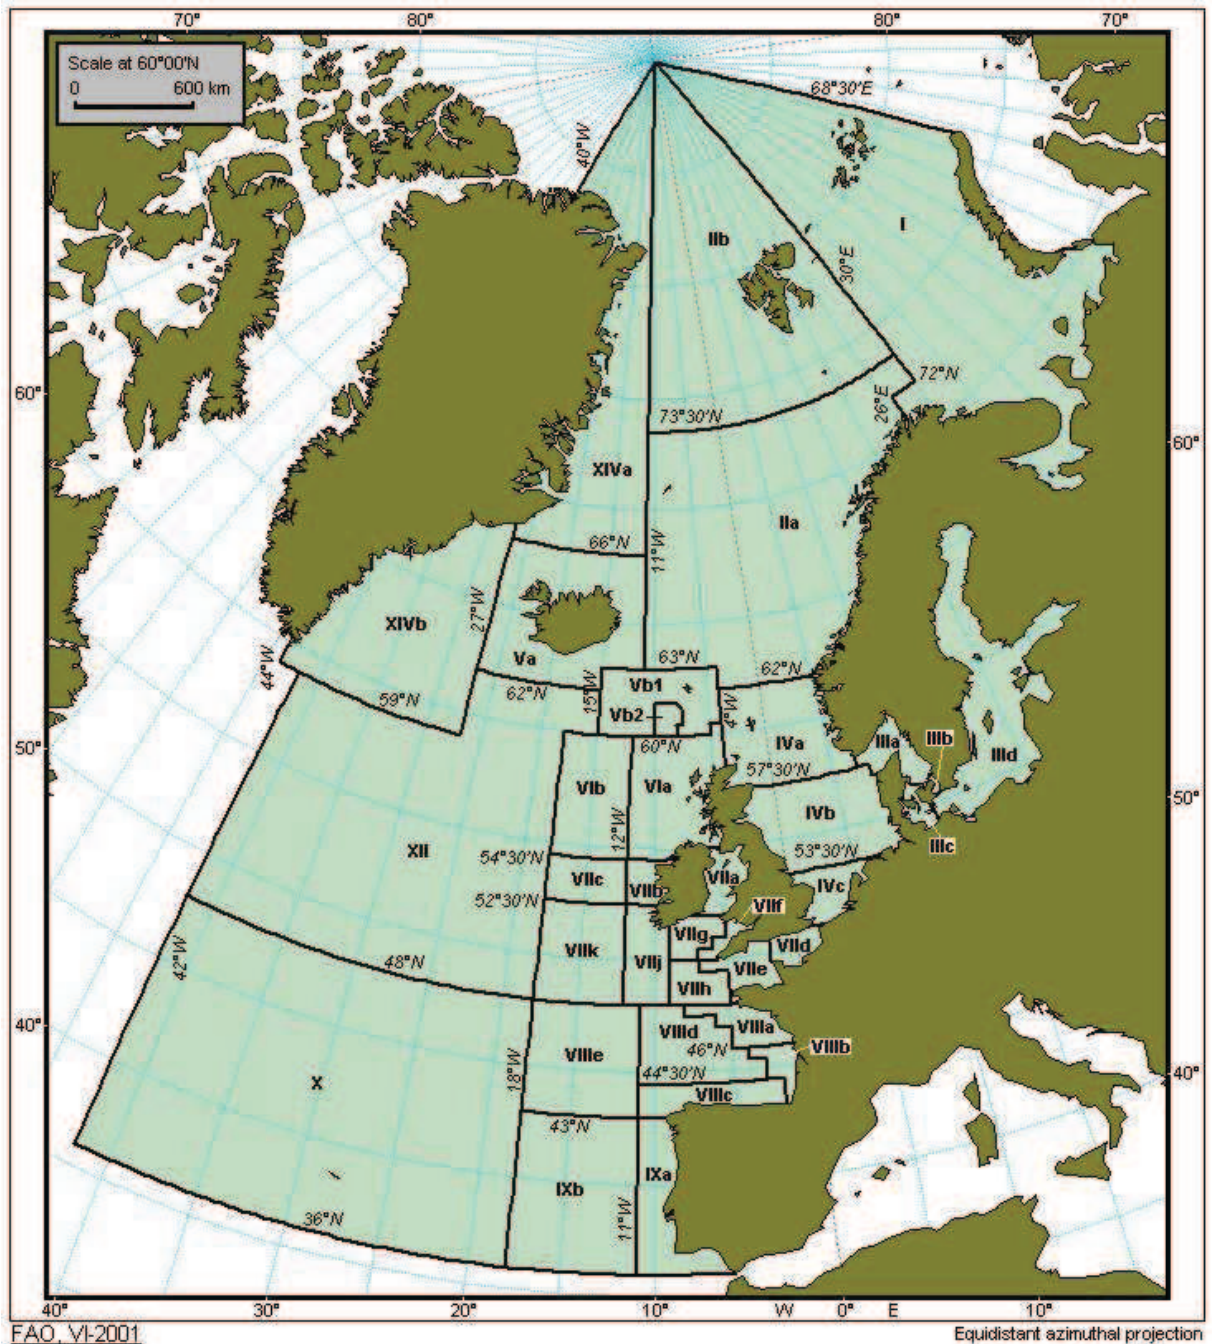 70° 80° 80° 70°
Scale at 60°00'N
0 600 km
68°30'E
40°W
I
IIb
30°E
60°
72°N
26°E
73°30'N
60°
XIVa
IIa
66°N
11°W
27°W
XIVb
Va
63°N
62°N
44°W
62°N
15°W
Vb1
4°W
59°N
Vb2
IIIa
IIIb
50°
60°N
IVa
IIId
57°30'N
VIb
VIa
50°
IVb
12°W
XII
54°30'N
53°30'N
IIIc
VIIc
VIIb
VIIa
IVc
52°30'N
VIIf
VIIg
VIId
42°W
48°N
VIIk
VIIj
VIIe
VIIh
40°
VIIId
VIIIa
VIIIe
46°N
VIIIb
18°W
44°30'N
40°
X
VIIIc
43°N
IXa
IXb
36°N
11°W
40° 30° 20° 10° W 0° E 10°
FAO, VI-2001
Equidistant azimuthal projection